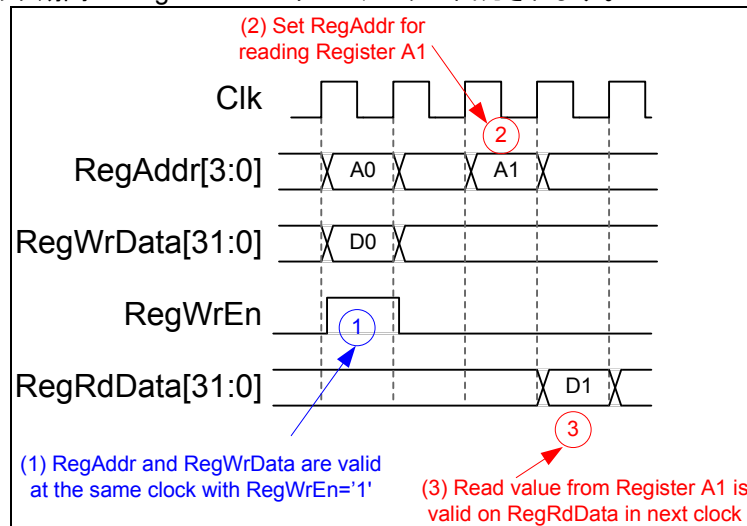 (2) Set RegAddr for
reading Register A1
Clk
2
RegAddr[3:0]
A0
A1
RegWrData[31:0]
D0
RegWrEn
1
RegRdData[31:0]
D1
3
(1) RegAddr and RegWrData are valid
at the same clock with RegWrEn='1'
(3) Read value from Register A1 is
valid on RegRdData in next clock